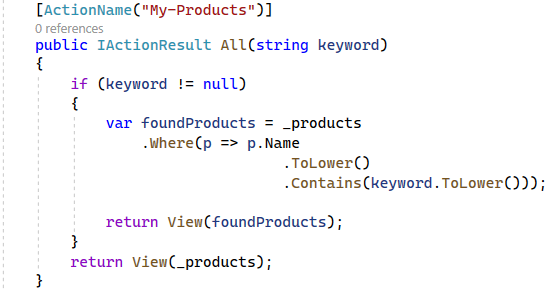 [ActionName("My-Products")]
0 references
public IActionResult All(string keyword)
{
    if (keyword != null)
    {
        var foundProducts = _products
            .Where(p => p.Name
                            .ToLower()
                            .Contains(keyword.ToLower()));

        return View(foundProducts);
    }
    return View(_products);
}